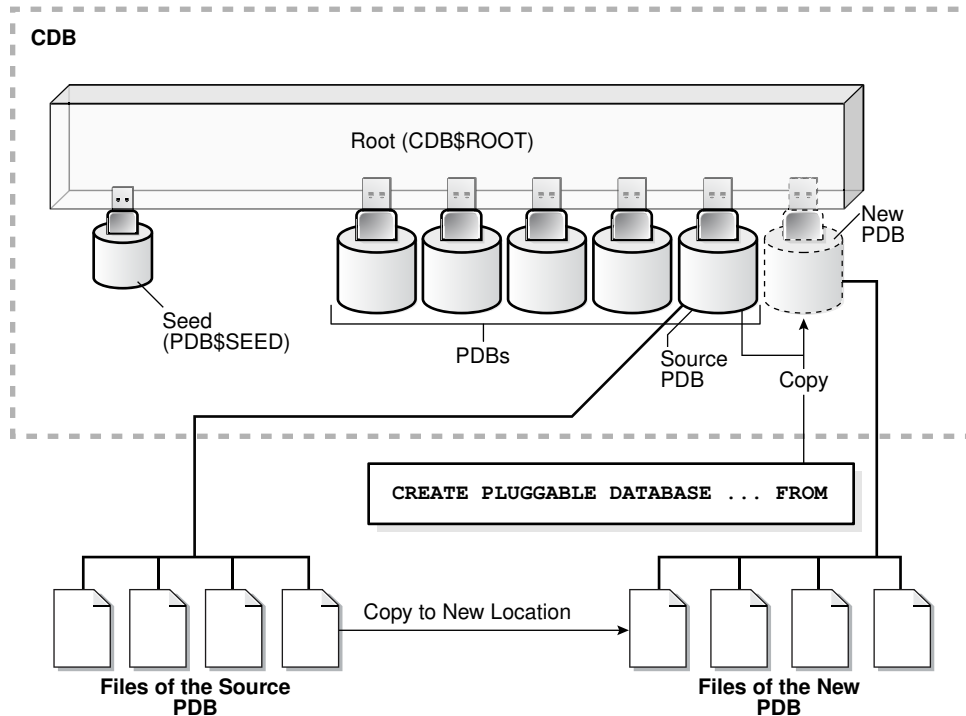 CDB
Root (CDB$ROOT)
New
PDB
Seed
(PDB$SEED)
PDBs
Source
PDB
Copy
CREATE PLUGGABLE DATABASE ... FROM
Copy to New Location
Files of the Source
PDB
Files of the New
PDB